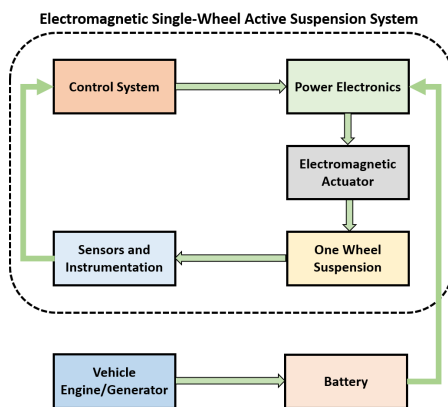 Electromagnetic Single-Wheel Active Suspension System
Control System
Power Electronics
Electromagnetic
Actuator
Sensors and
Instrumentation
One Wheel
Suspension
Vehicle
Engine/Generator
Battery